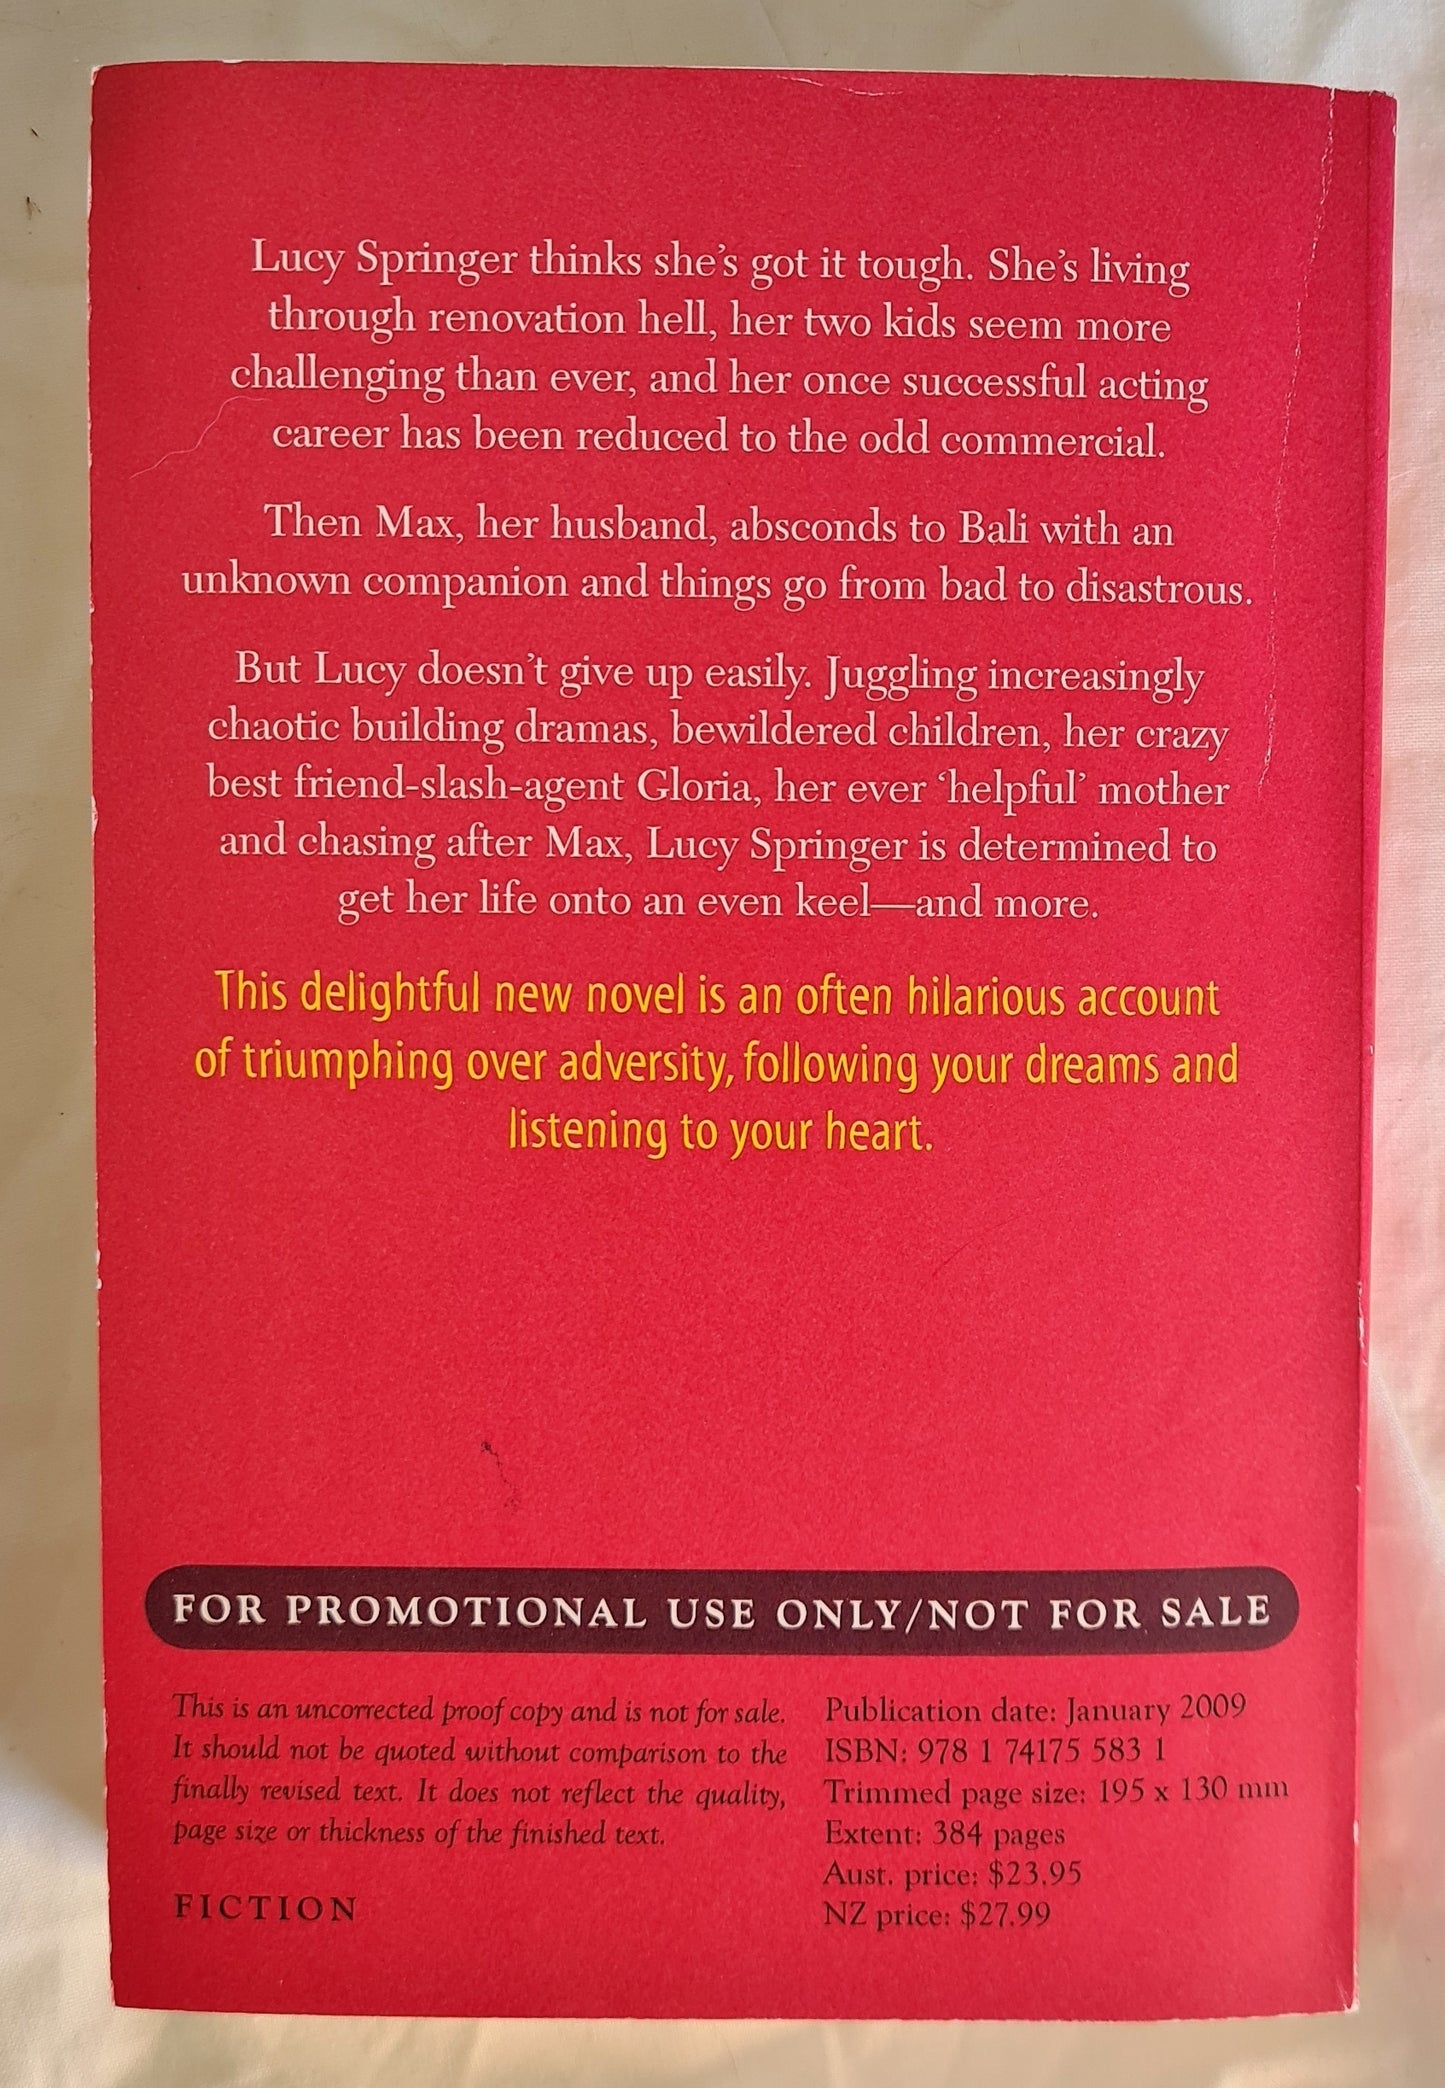 Lucy Springer thinks she’s got it tough. She’s living
through renovation hell, her two kids seem more
challenging than ever, and her once successful acting
career has been reduced to the odd commercial.
Then Max, her husband, absconds to Bali with an
unknown companion and things go from bad to disastrous.
But Lucy doesn’t give up easily. Juggling increasingly
chaotic building dramas, bewildered children, her crazy
best friend-slash-agent Gloria, her ever ‘helpful’ mother
and chasing after Max, Lucy Springer is determined to
get her life onto an even keel—and more.
This delightful new novel is an often hilarious account
of triumphing over adversity, following your dreams and
listening to your heart.
FOR PROMOTIONAL USE ONLY/NOT FOR SALE
This is an uncorrected proof copy and is not for sale.
It should not be quoted without comparison to the
finally revised text. It does not reflect the quality,
page size or thickness of the finished text.
FICTION
Publication date: January 2009
ISBN: 978 1 74175 583 1
Trimmed page size: 195 x 130 mm
Extent: 384 pages
Aust. price: $23.95
NZ price: $27.99